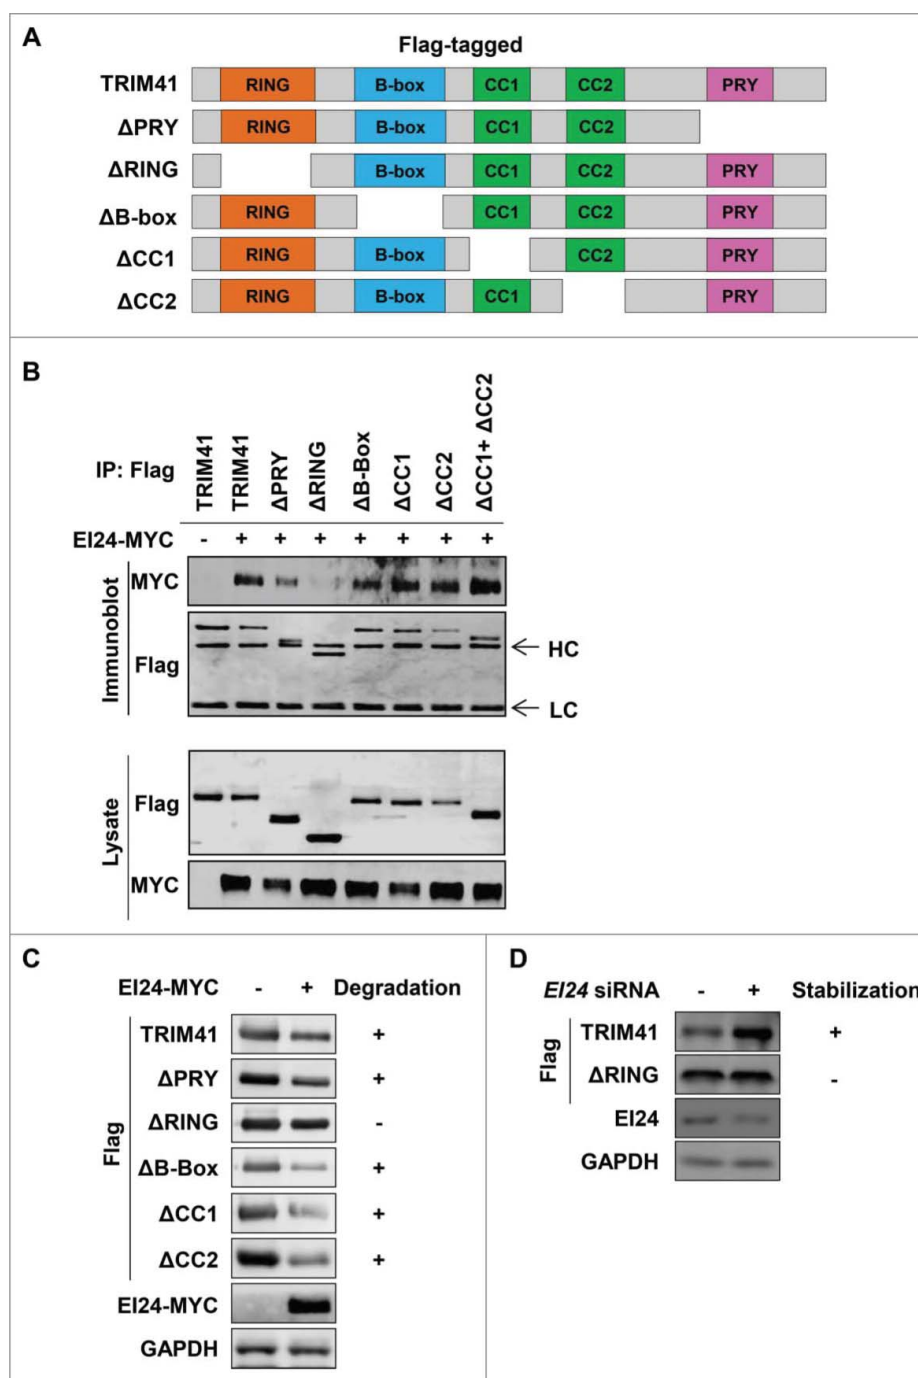 A
Flag-tagged
TRIM41 RING B-box CC1 CC2 PRY
ΔPRY RING B-box CC1 CC2
ΔRING B-box CC1 CC2 PRY
ΔB-box RING CC1 CC2 PRY
ΔCC1 RING B-box CC2 PRY
ΔCC2 RING B-box CC1 PRY
B
IP: Flag TRIM41 TRIM41 ΔPRY ΔRING ΔB-Box ΔCC1 ΔCC2 ΔCC1+ ΔCC2
EI24-MYC - + + + + + + +
Immunoblot
MYC
Flag
HC
LC
Lysate
Flag
MYC
C
EI24-MYC - + Degradation
Flag
TRIM41 +
ΔPRY +
ΔRING -
ΔB-Box +
ΔCC1 +
ΔCC2 +
EI24-MYC
GAPDH
D
EI24 siRNA - + Stabilization
Flag
TRIM41 +
ΔRING -
EI24
GAPDH